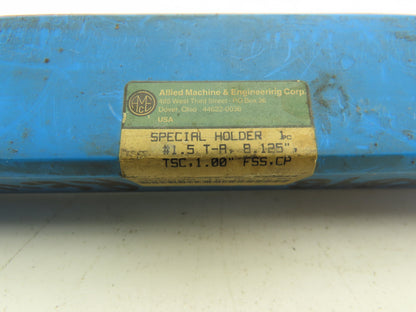 Allied Machine & Engineering Corp.
485 West Third Street - PO Box 36
Dover, Ohio 44622-0036
USA
SPECIAL HOLDER 1PC
#1.5 T-A, 8.125",
TSC,1.00" FSS,CP